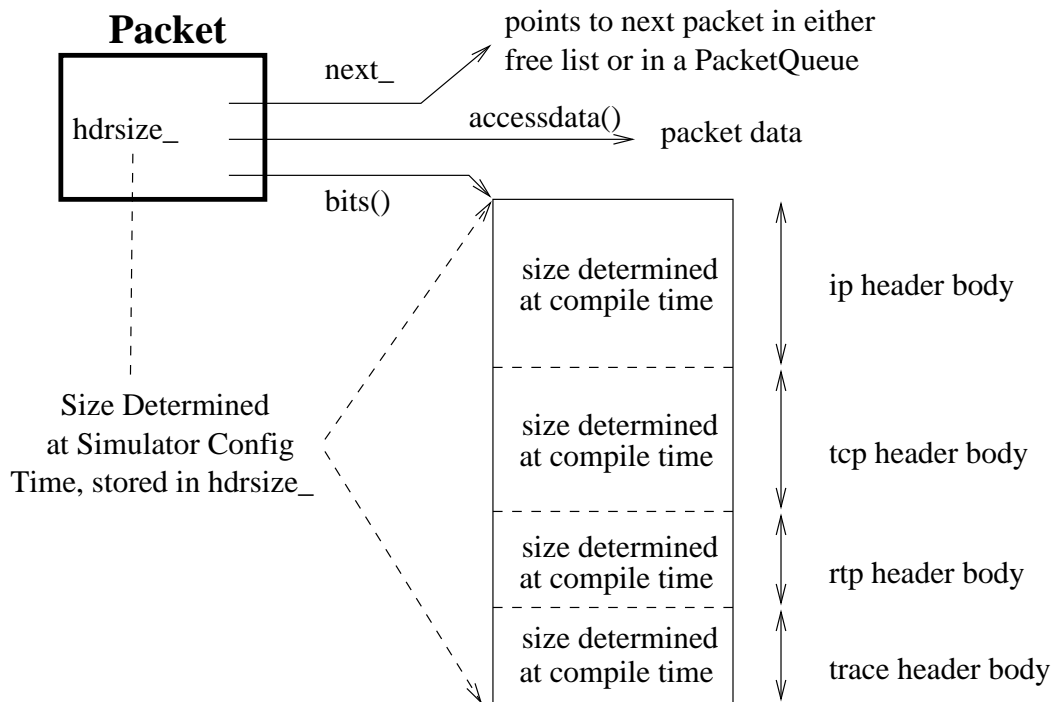 Packet
points to next packet in either
free list or in a PacketQueue
next_
hdrsize_
accessdata()
packet data
bits()
size determined
at compile time
ip header body
Size Determined
at Simulator Config
Time, stored in hdrsize_
size determined
at compile time
tcp header body
size determined
at compile time
rtp header body
size determined
at compile time
trace header body